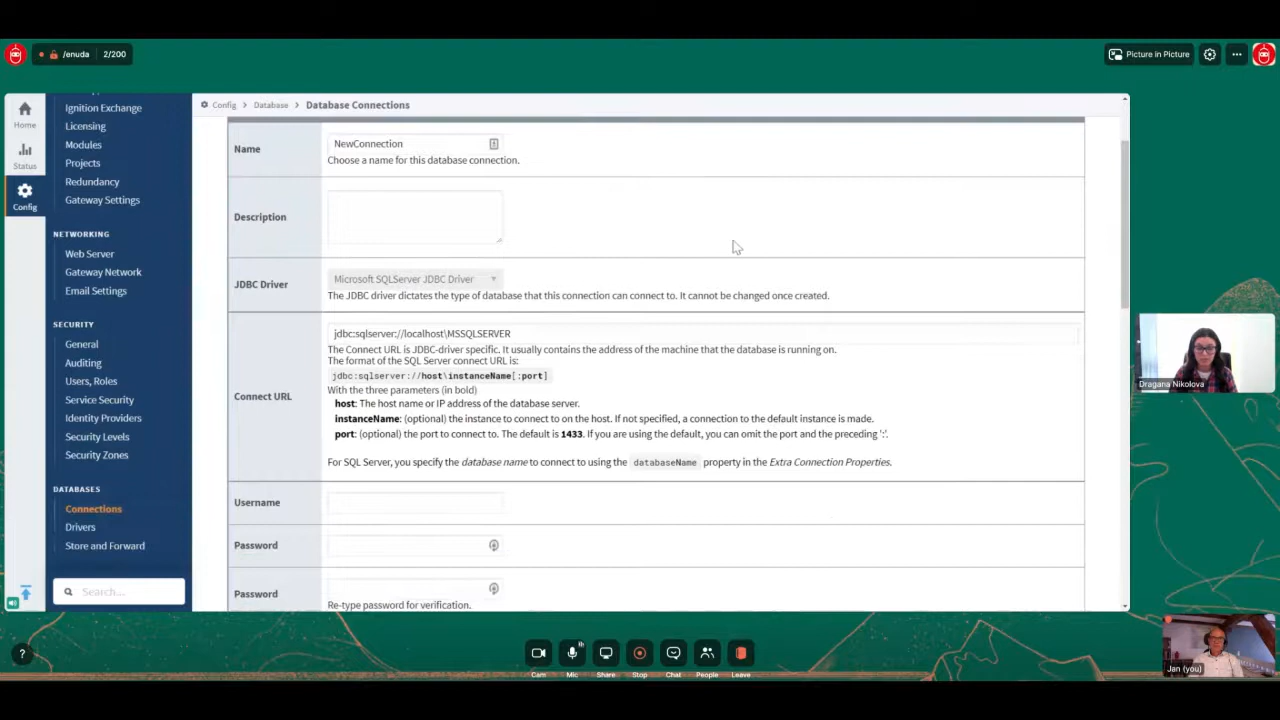 /enuda
2/200
Picture in Picture
Home
Status
Config
Ignition Exchange
Licensing
Modules
Projects
Redundancy
Gateway Settings
NETWORKING
Web Server
Gateway Network
Email Settings
SECURITY
General
Auditing
Users, Roles
Service Security
Identity Providers
Security Levels
Security Zones
DATABASES
Connections
Drivers
Store and Forward
Search...
Config > Database > Database Connections
Name
NewConnection
Choose a name for this database connection.
Description
JDBC Driver
Microsoft SQLServer JDBC Driver
The JDBC driver dictates the type of database that this connection can connect to. It cannot be changed once created.
Connect URL
jdbc:sqlserver://localhost\MSSQLSERVER
The Connect URL is JDBC-driver specific. It usually contains the address of the machine that the database is running on.
The format of the SQL Server connect URL is:
jdbc:sqlserver://host\instanceName[:port]
With the three parameters (in bold)
host: The host name or IP address of the database server.
instanceName: (optional) the instance to connect to on the host. If not specified, a connection to the default instance is made.
port: (optional) the port to connect to. The default is 1433. If you are using the default, you can omit the port and the preceding ':'.
For SQL Server, you specify the database name to connect to using the databaseName property in the Extra Connection Properties.
Username
Password
Password
Re-type password for verification.
Dragana Nikolova
Jan (you)
?
Cam
Mic
Share
Stop
Chat
People
Leave